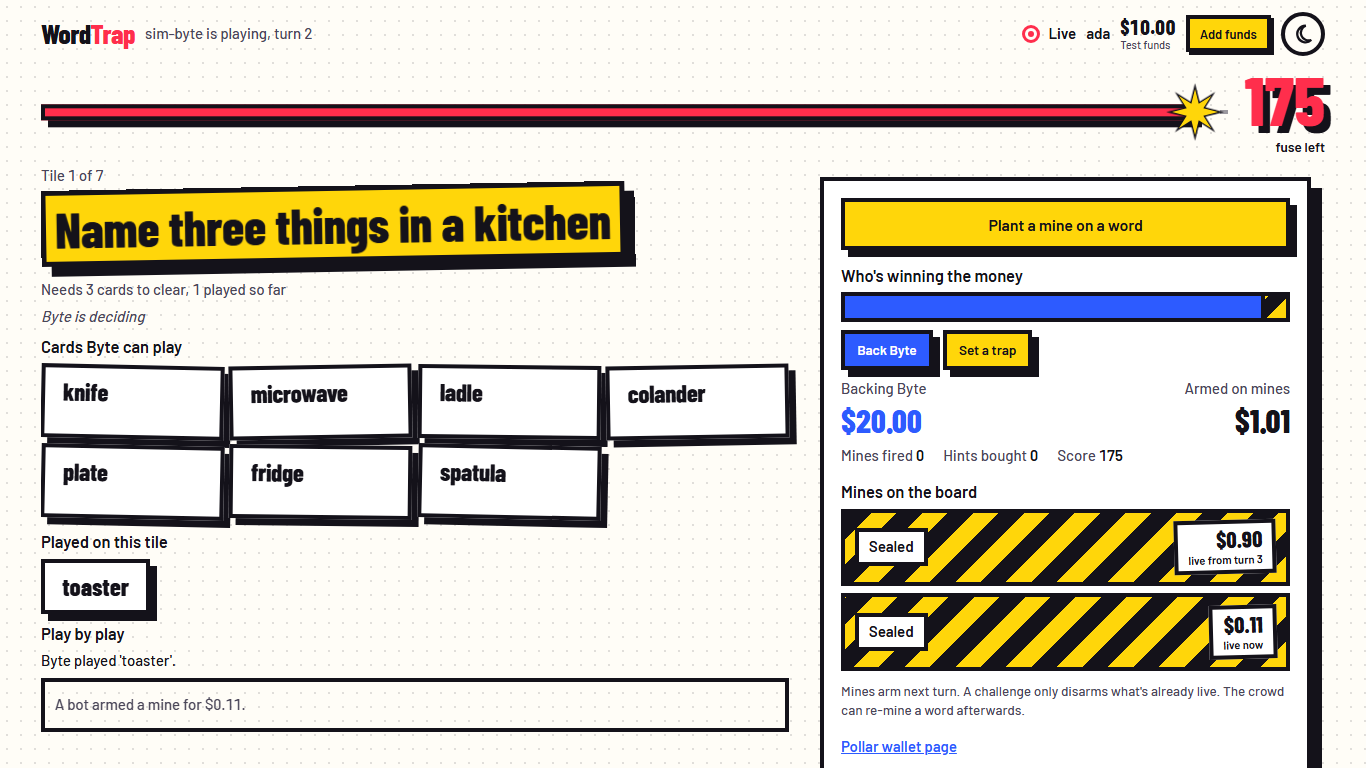 WordTrap sim-byte is playing, turn 2
Live ada $10.00 Test funds Add funds
175
fuse left
Tile 1 of 7
Name three things in a kitchen
Needs 3 cards to clear, 1 played so far
Byte is deciding
Cards Byte can play
knife microwave ladle colander
plate fridge spatula
Played on this tile
toaster
Play by play
Byte played 'toaster'.
A bot armed a mine for $0.11.
Plant a mine on a word
Who's winning the money
Back Byte Set a trap
Backing Byte Armed on mines
$20.00 $1.01
Mines fired 0 Hints bought 0 Score 175
Mines on the board
Sealed $0.90
live from turn 3
Sealed $0.11
live now
Mines arm next turn. A challenge only disarms what's already live. The crowd
can re-mine a word afterwards.
Pollar wallet page